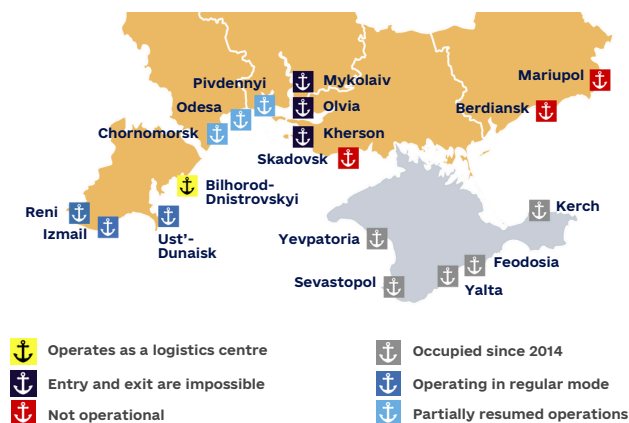 Mariupol
Pivdennyi
Mykolaiv
Odesa
Olvia
Berdiansk
Chornomorsk
Kherson
Skadovsk
Bilhorod-
Dnistrovskyi
Reni
Izmail
Ust'-
Dunaisk
Kerch
Yevpatoria
Feodosia
Sevastopol
Yalta
Operates as a logistics centre
Entry and exit are impossible
Not operational
Occupied since 2014
Operating in regular mode
Partially resumed operations